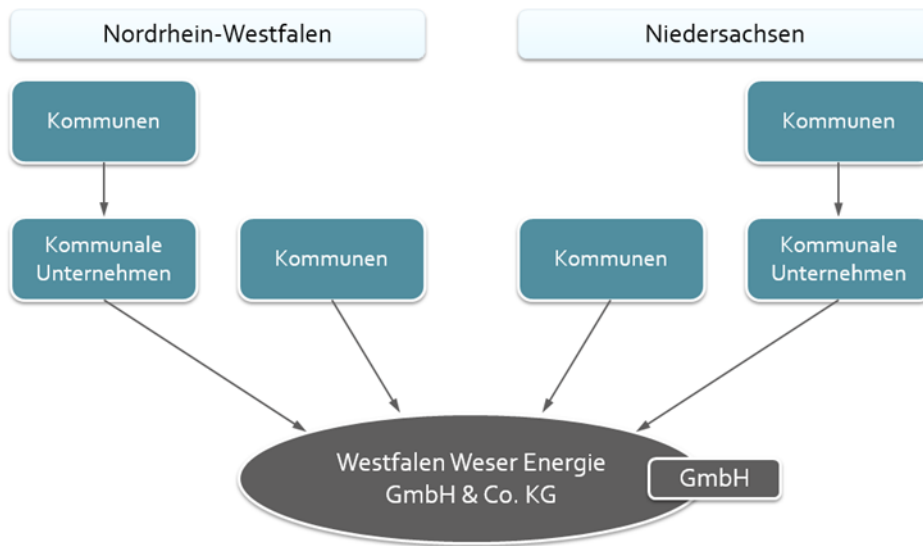 Nordrhein-Westfalen
Niedersachsen
Kommunen
Kommunen
Kommunale
Unternehmen
Kommunen
Kommunen
Kommunale
Unternehmen
Westfalen Weser Energie
GmbH & Co. KG
GmbH